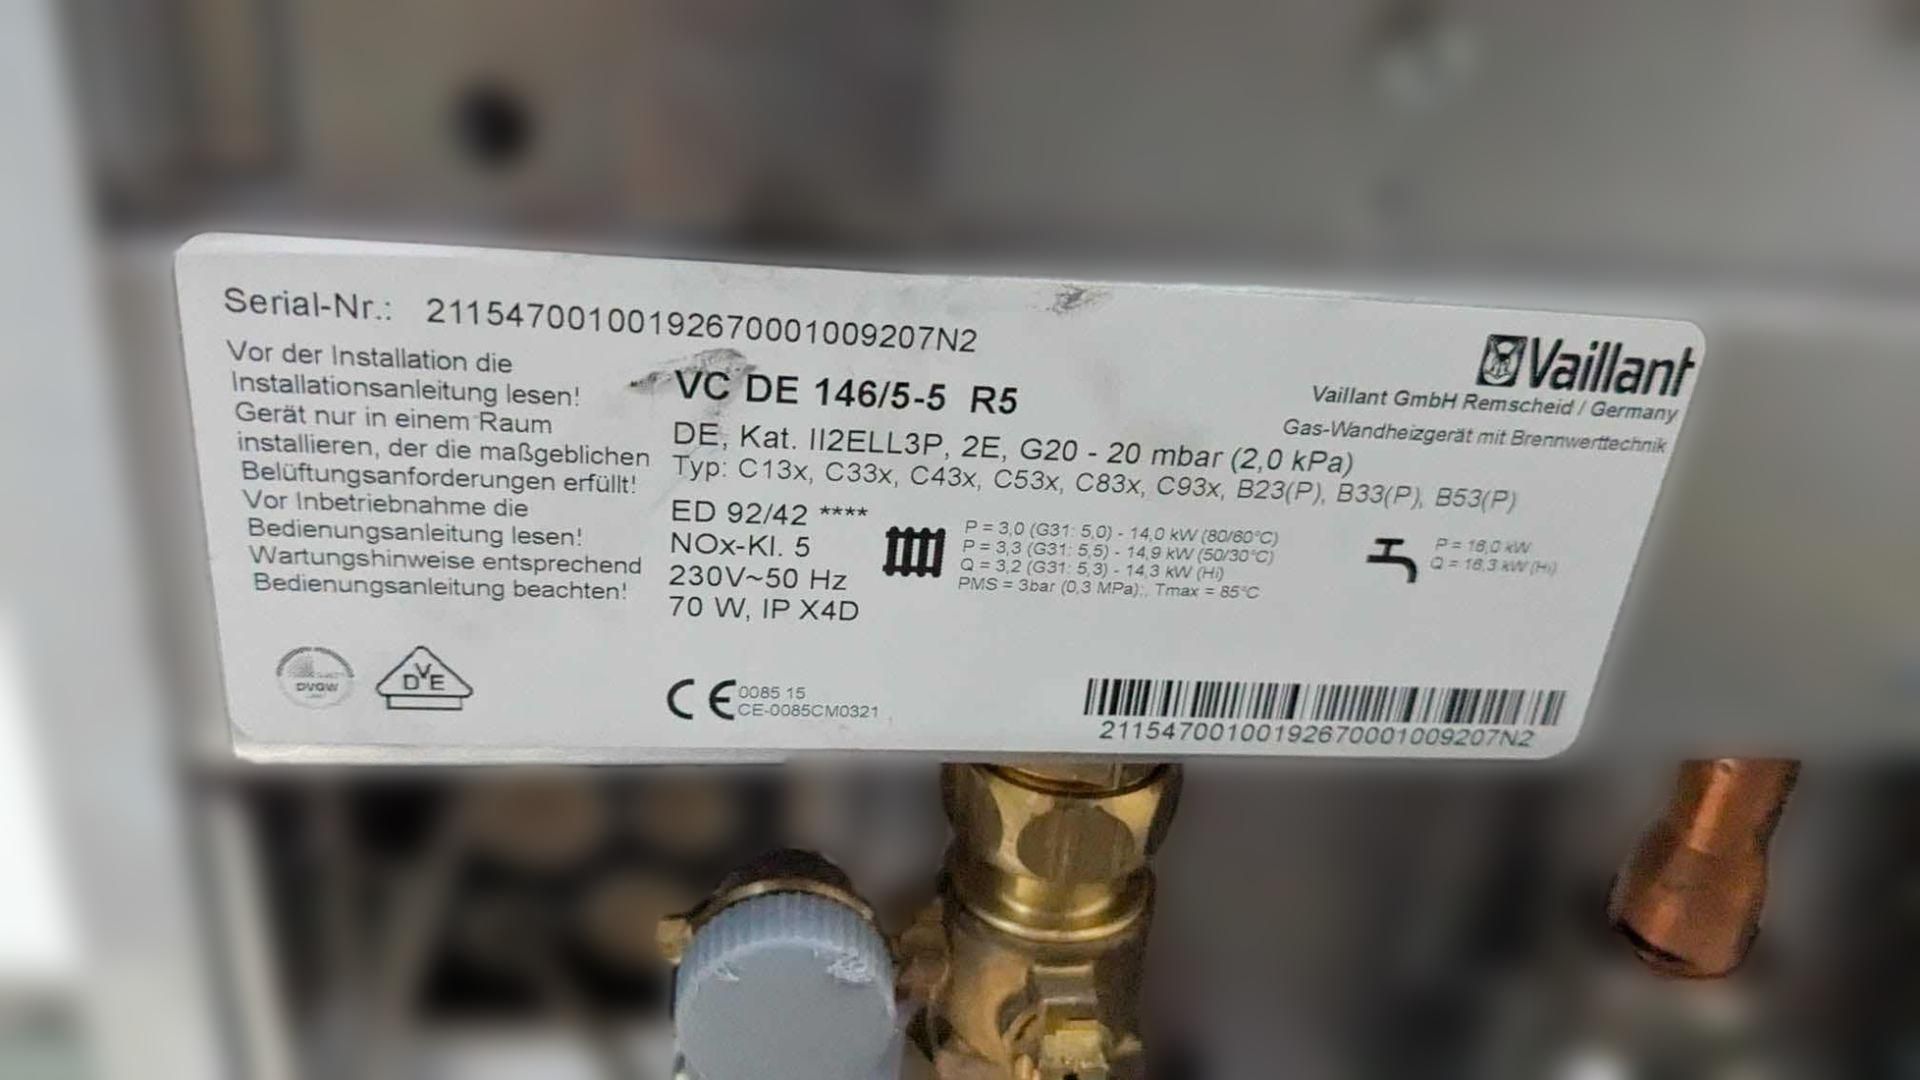 Serial-Nr.: 21154700100192670001009207N2
Vor der Installation die
Installationsanleitung lesen!
Gerät nur in einem Raum
installieren, der die maßgeblichen
Belüftungsanforderungen erfüllt!
Vor Inbetriebnahme die
Bedienungsanleitung lesen!
Wartungshinweise entsprechend
Bedienungsanleitung beachten!
VC DE 146/5-5 R5
Vaillant
Vaillant GmbH Remscheid / Germany
Gas-Wandheizgerät mit Brennwerttechnik
DE, Kat. II2ELL3P, 2E, G20 - 20 mbar (2,0 kPa)
Typ: C13x, C33x, C43x, C53x, C83x, C93x, B23(P), B33(P), B53(P)
ED 92/42 ****
NOx-Kl. 5
230V~50 Hz
70 W, IP X4D
P = 3,0 (G31: 5,0) - 14,0 kW (80/60°C)
P = 3,3 (G31: 5,5) - 14,9 kW (50/30°C)
Q = 3,2 (G31: 5,3) - 14,3 kW (Hi)
PMS = 3bar (0,3 MPa);, Tmax = 85°C
P = 16,0 kW
Q = 16,3 kW (Hi)
DVGW
DVE
CE 0085 15
CE-0085CM0321
21154700100192670001009207N2